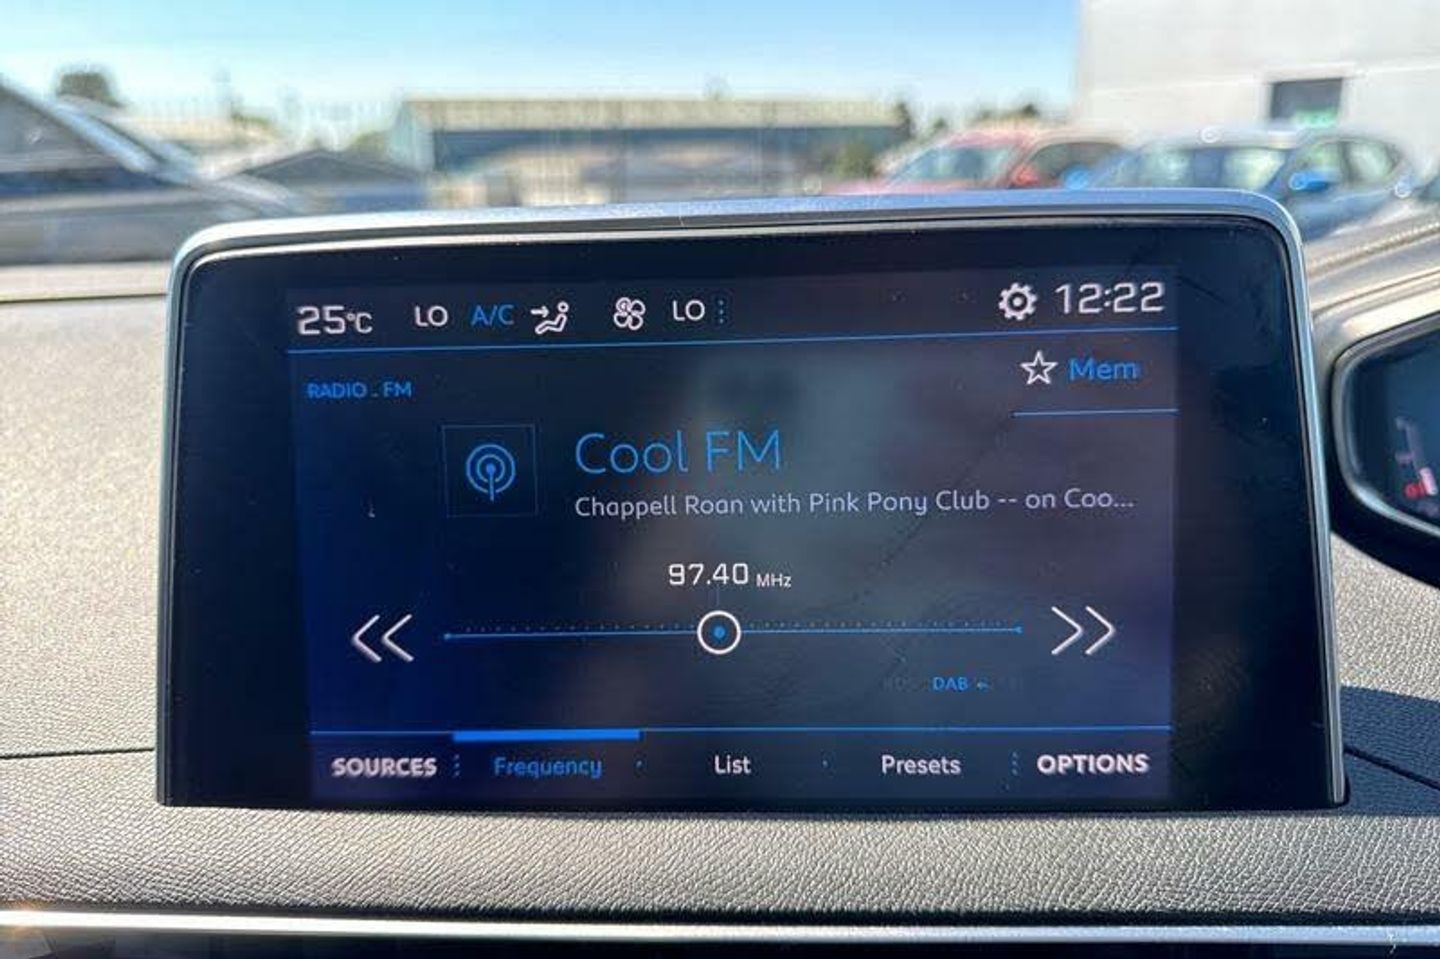 25°C LO A/C LO 12:22
Mem
RADIO . FM
Cool FM
Chappell Roan with Pink Pony Club -- on Coo...
97.40 MHz
DAB
SOURCES Frequency List Presets OPTIONS